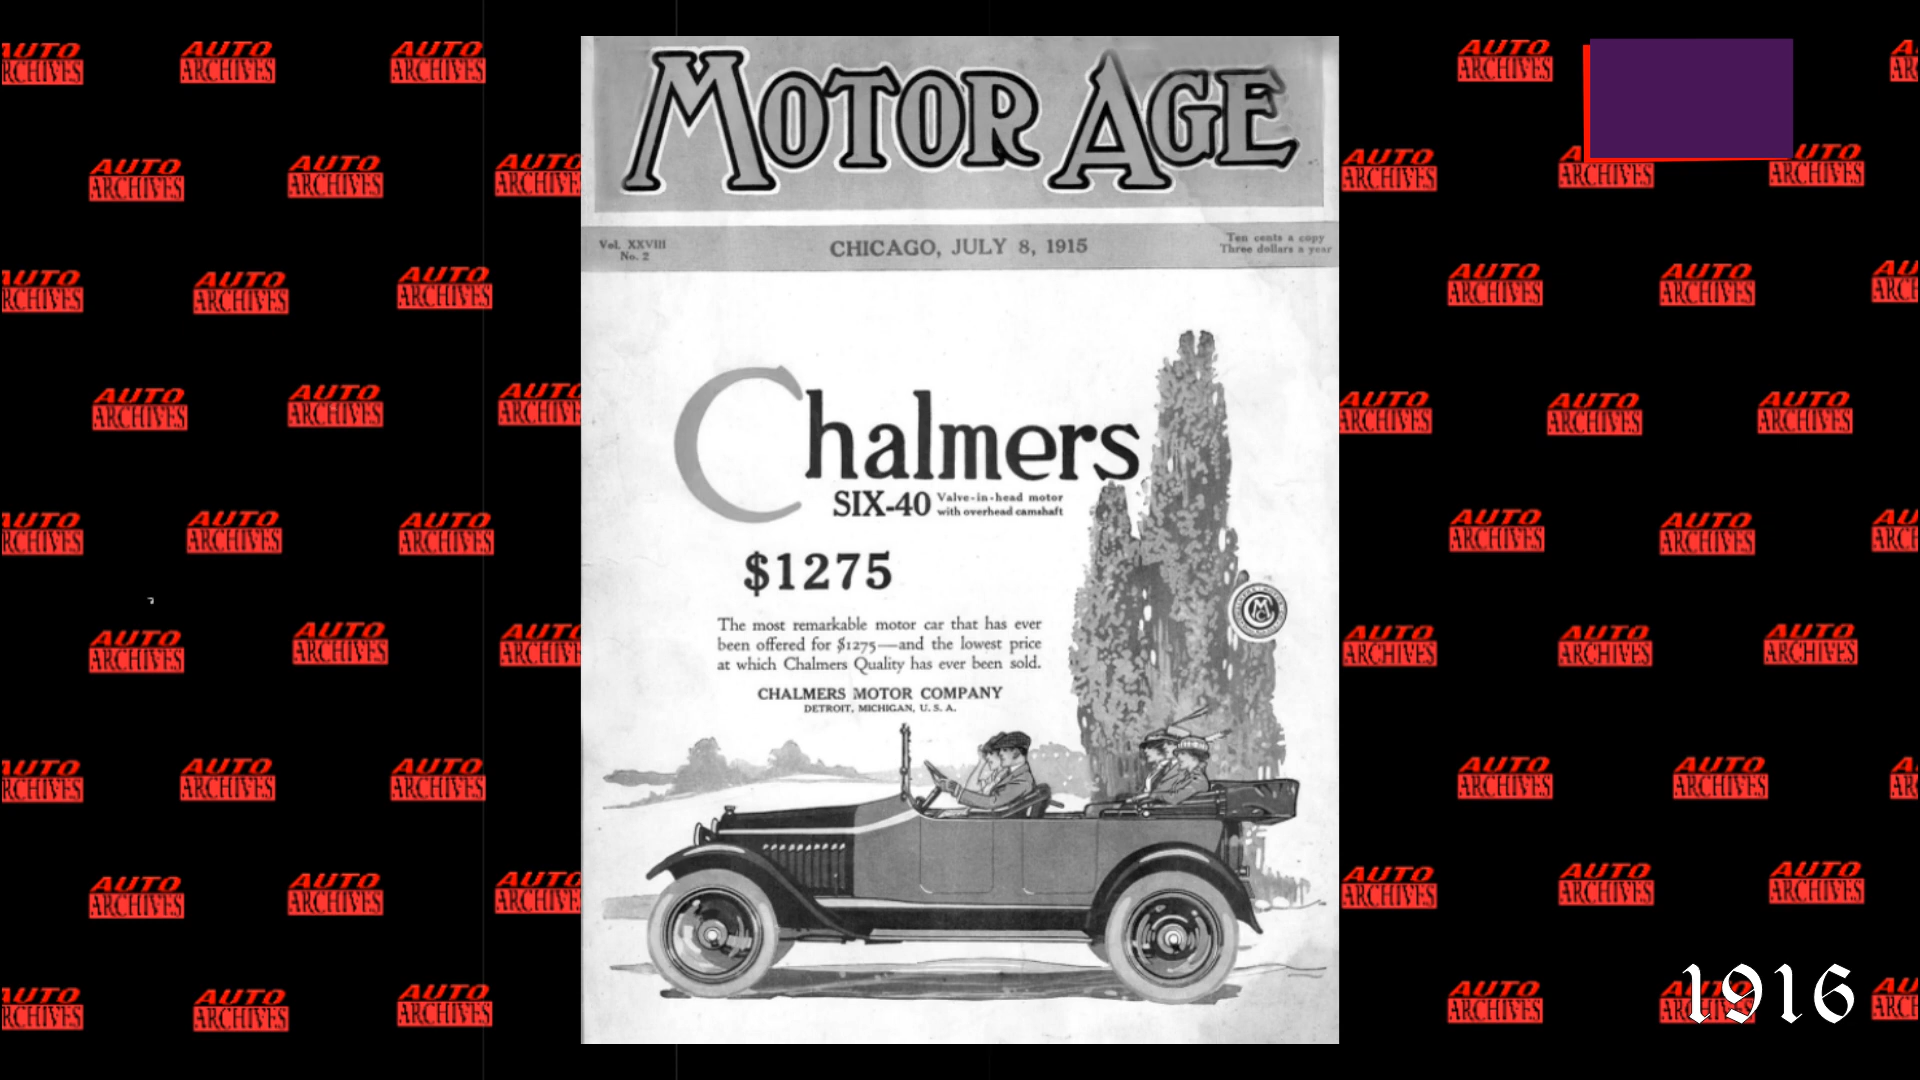 MOTOR AGE
Vol. XXVIII
No. 2
CHICAGO, JULY 8, 1915
Ten cents a copy
Three dollars a year
Chalmers
SIX-40 Valve-in-head motor
with overhead camshaft
$1275
The most remarkable motor car that has ever
been offered for $1275—and the lowest price
at which Chalmers Quality has ever been sold.
CHALMERS MOTOR COMPANY
DETROIT, MICHIGAN, U. S. A.
AUTO
ARCHIVES
1916